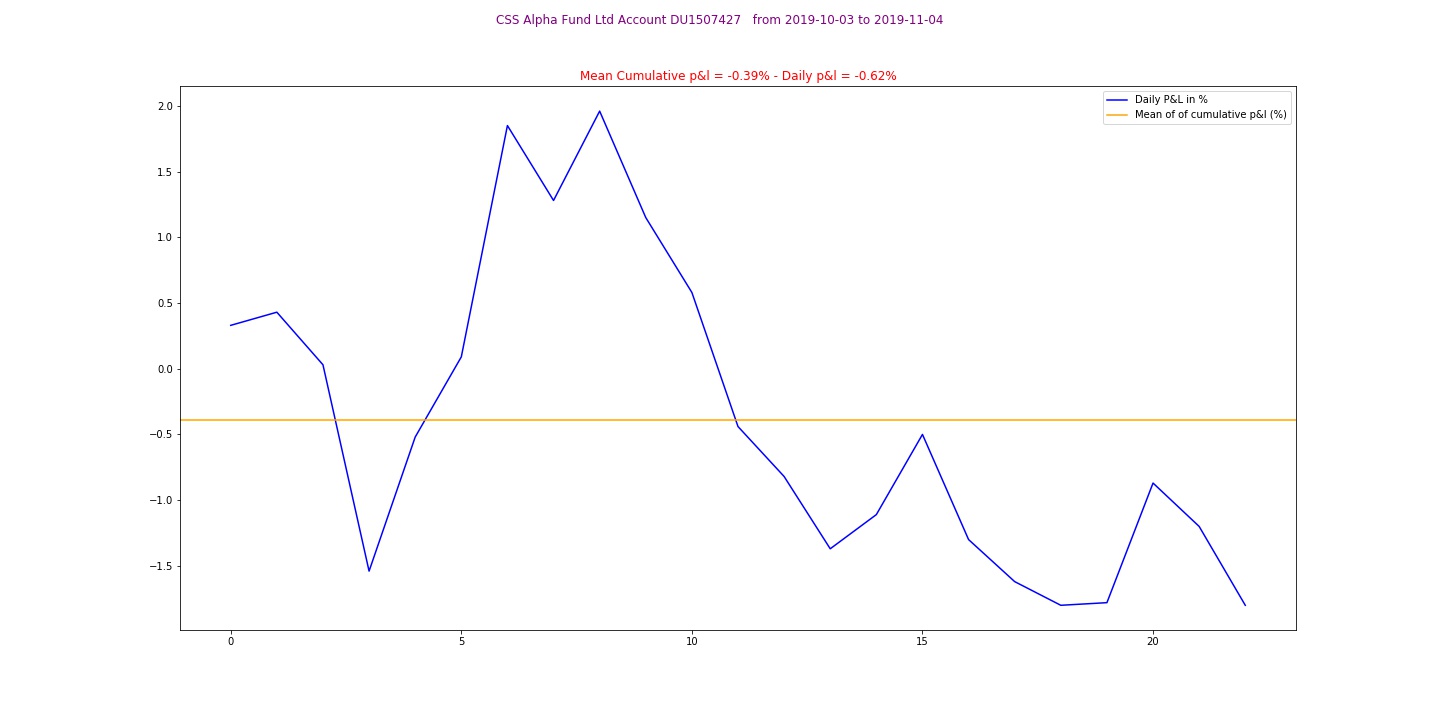 CSS Alpha Fund Ltd Account DU1507427   from 2019-10-03 to 2019-11-04
Mean Cumulative p&l = -0.39% - Daily p&l = -0.62%
Daily P&L in %
Mean of of cumulative p&l (%)
2.0
1.5
1.0
0.5
0.0
−0.5
−1.0
−1.5
0 5 10 15 20